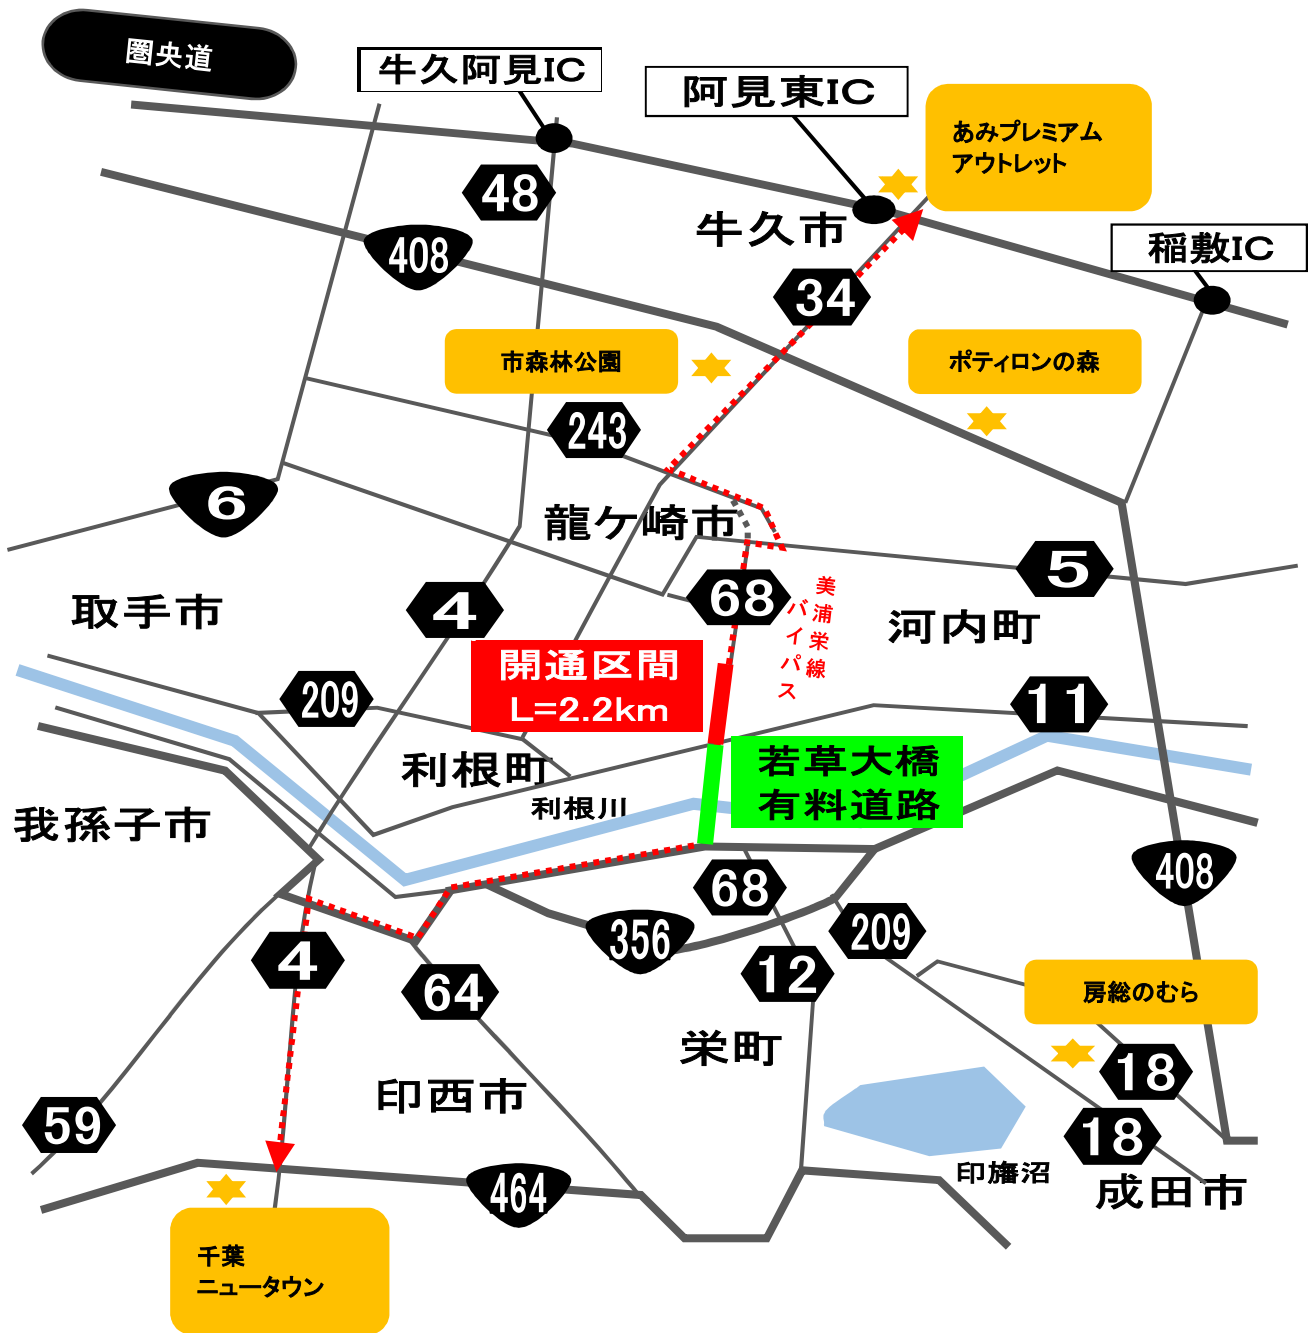 圏央道
牛久阿見IC
阿見東IC
あみプレミアム
アウトレット
48
牛久市
408
稲敷IC
34
市森林公園
ポティロンの森
243
6
龍ケ崎市
5
68
美浦栄線
バイパス
取手市
4
河内町
開通区間
L=2.2km
209
11
利根町
若草大橋
有料道路
利根川
我孫子市
68
408
356
209
4
64
12
房総のむら
栄町
18
印西市
59
18
印旛沼
成田市
464
千葉
ニュータウン